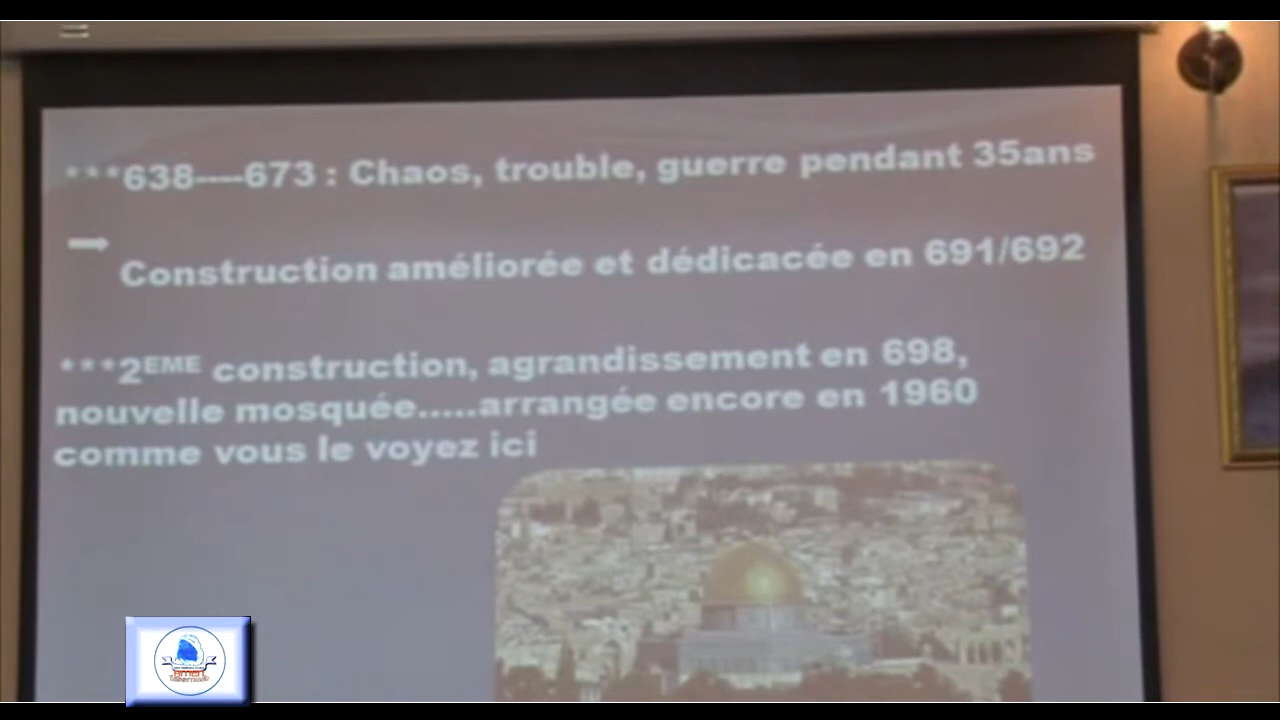 ***638----673 : Chaos, trouble, guerre pendant 35ans
Construction améliorée et dédicacée en 691/692
***2EME construction, agrandissement en 698,
nouvelle mosquée.....arrangée encore en 1960
comme vous le voyez ici